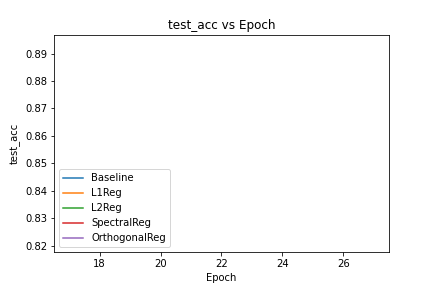 test_acc vs Epoch
0.89
0.88
0.87
0.86
0.85
0.84
0.83
0.82
test_acc
Baseline
L1Reg
L2Reg
SpectralReg
OrthogonalReg
18 20 22 24 26
Epoch